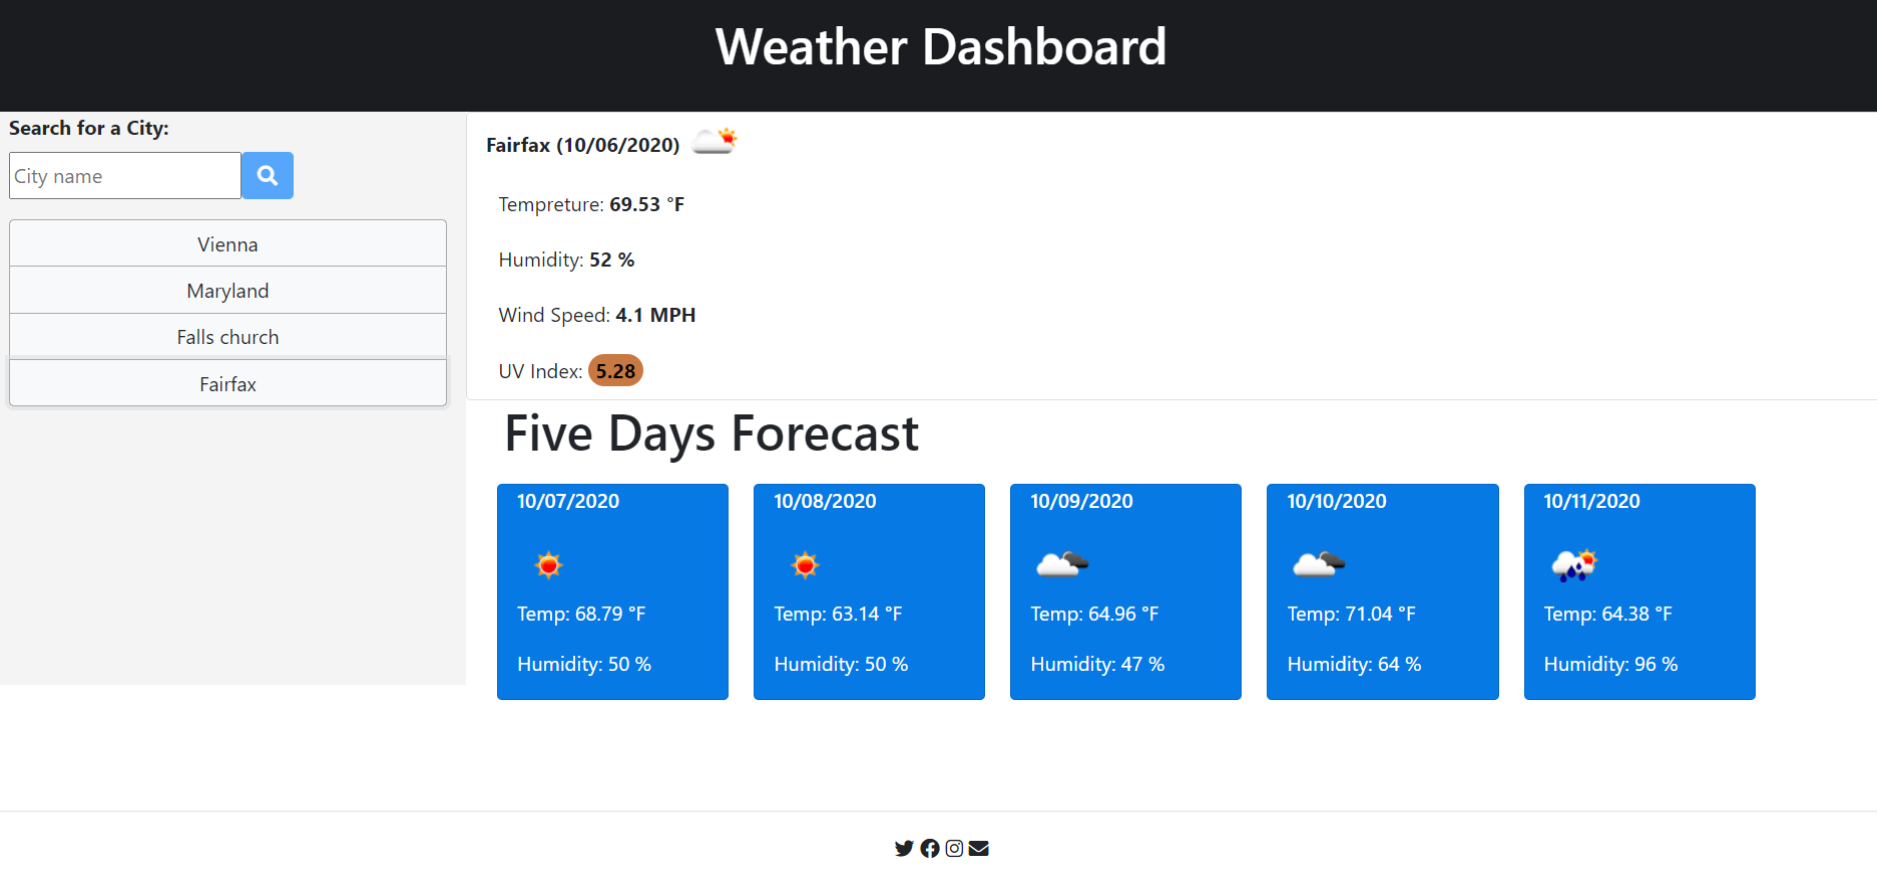 Weather Dashboard
Search for a City:
City name
Vienna
Maryland
Falls church
Fairfax
Fairfax (10/06/2020)
Tempreture: 69.53 °F
Humidity: 52 %
Wind Speed: 4.1 MPH
UV Index: 5.28
Five Days Forecast
10/07/2020
Temp: 68.79 °F
Humidity: 50 %
10/08/2020
Temp: 63.14 °F
Humidity: 50 %
10/09/2020
Temp: 64.96 °F
Humidity: 47 %
10/10/2020
Temp: 71.04 °F
Humidity: 64 %
10/11/2020
Temp: 64.38 °F
Humidity: 96 %